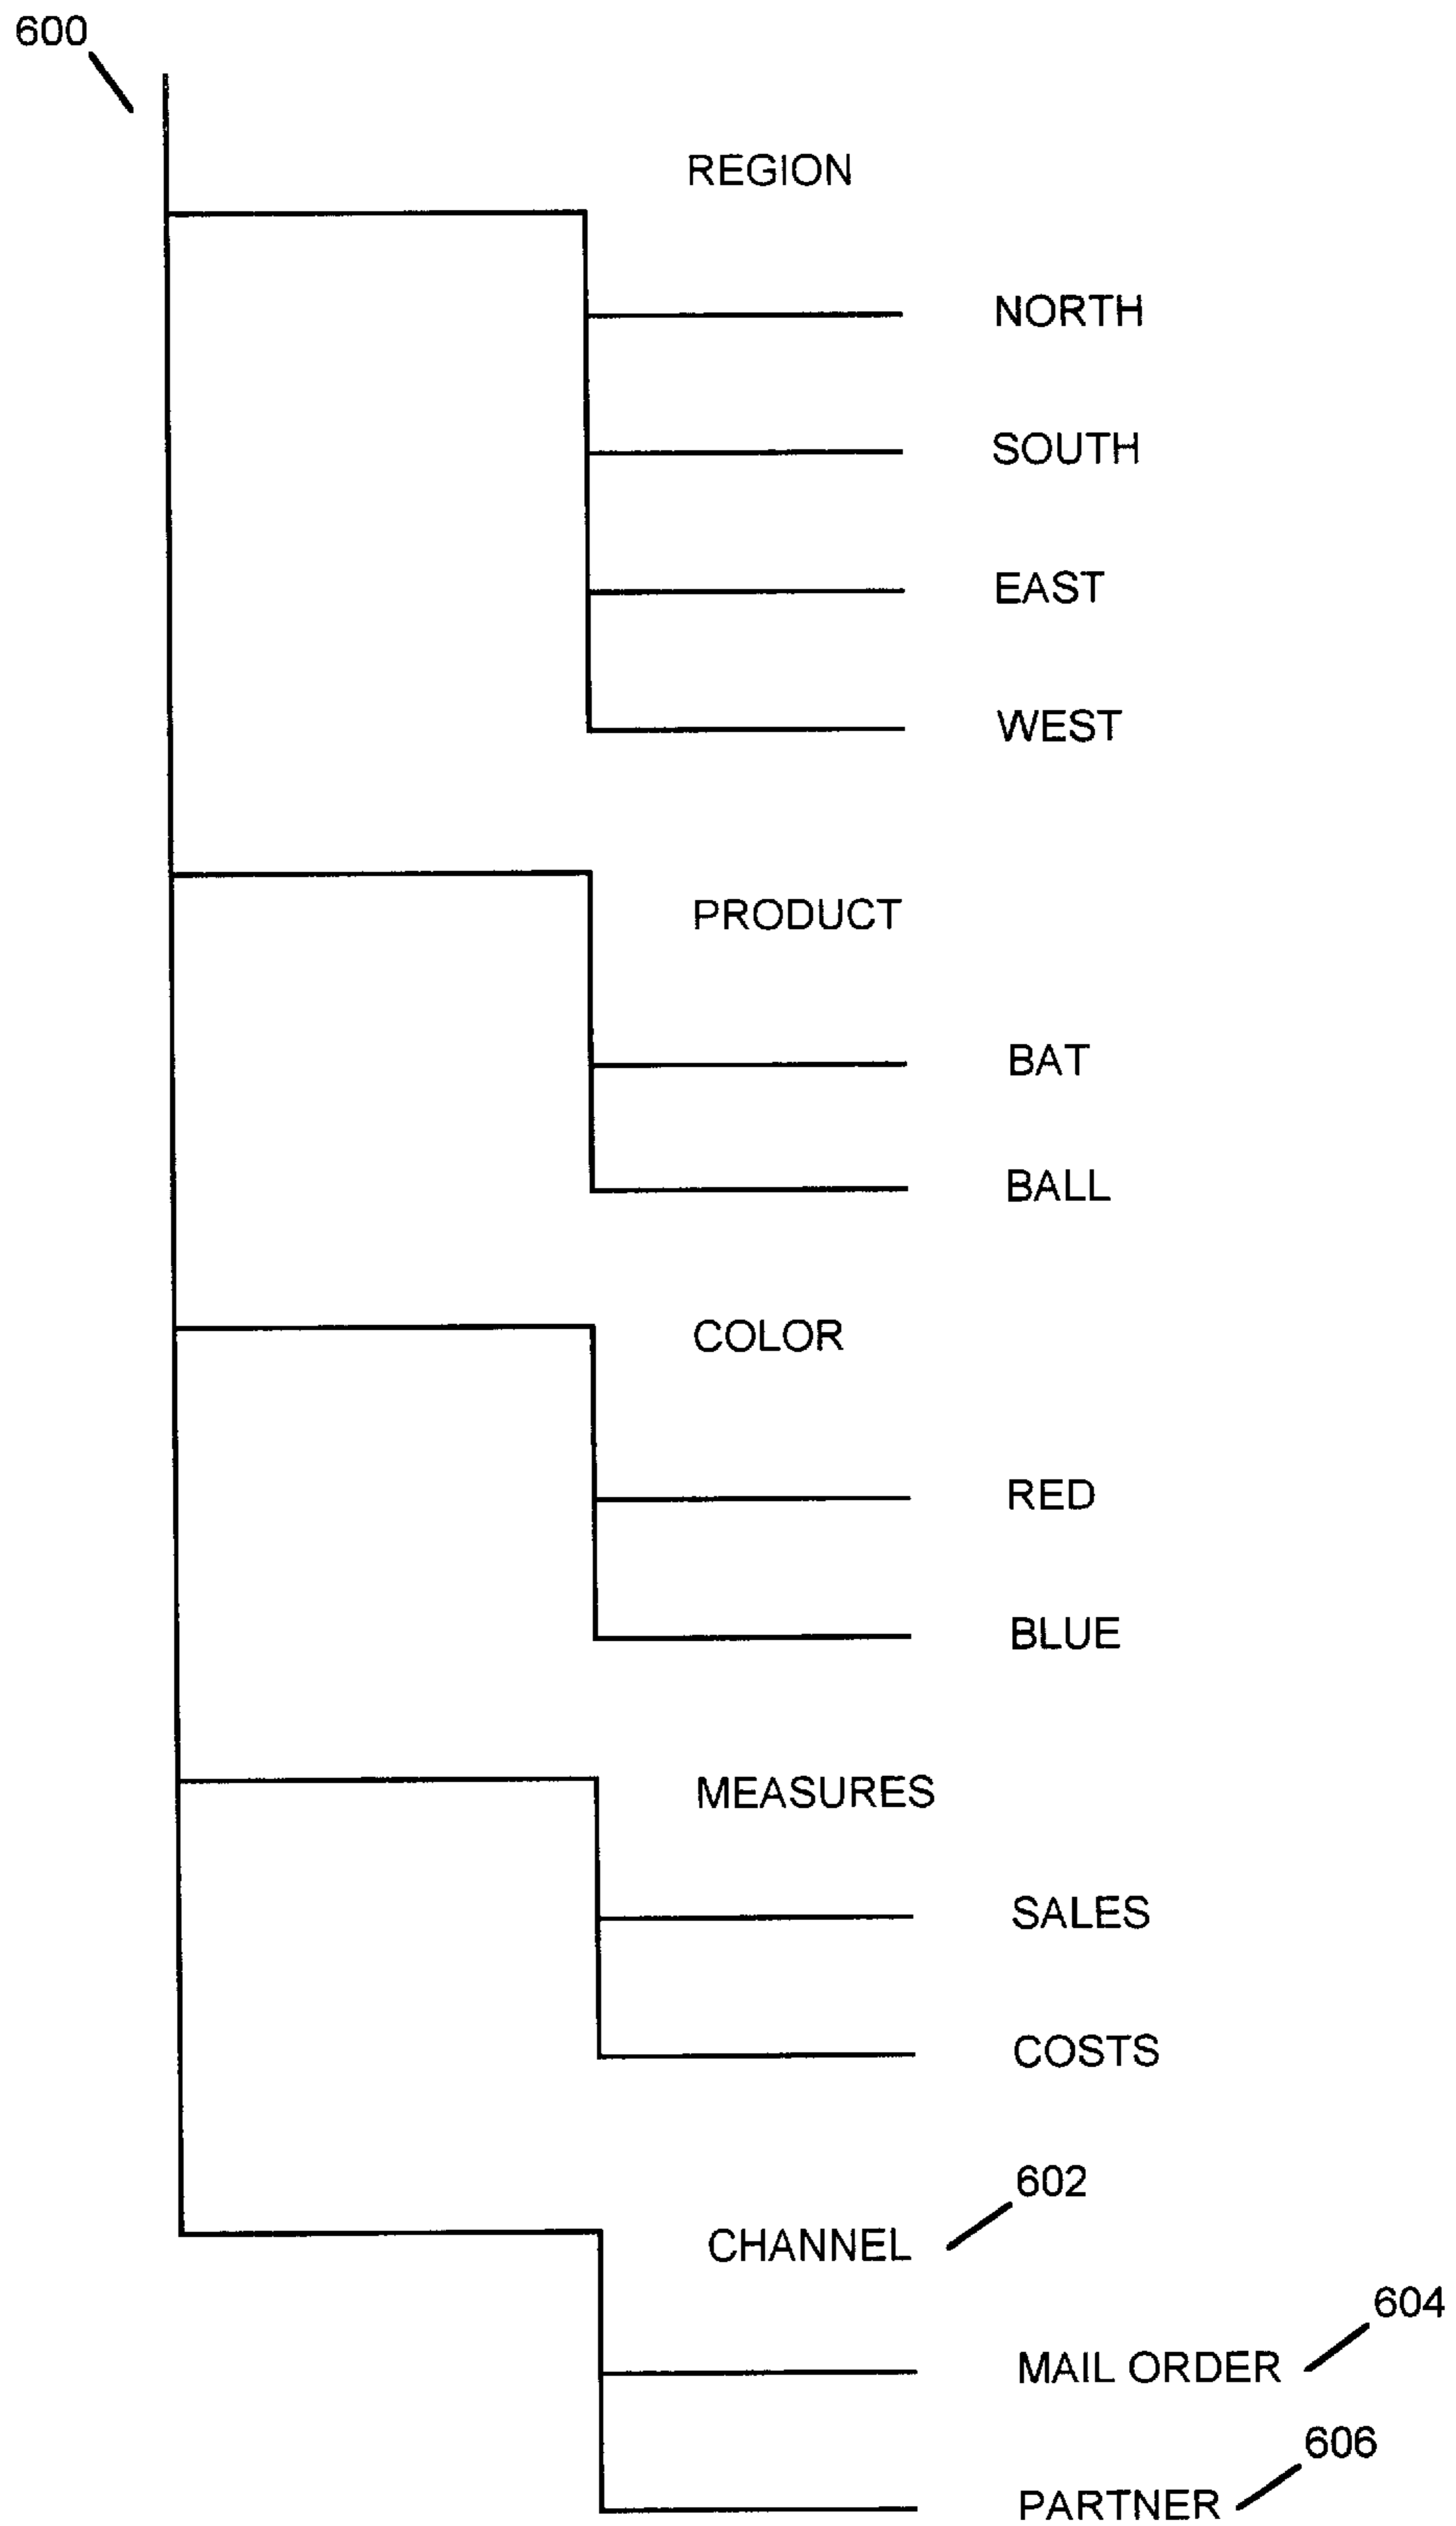 600
REGION
NORTH
SOUTH
EAST
WEST
PRODUCT
BAT
BALL
COLOR
RED
BLUE
MEASURES
SALES
COSTS
602
CHANNEL
604
MAIL ORDER
606
PARTNER